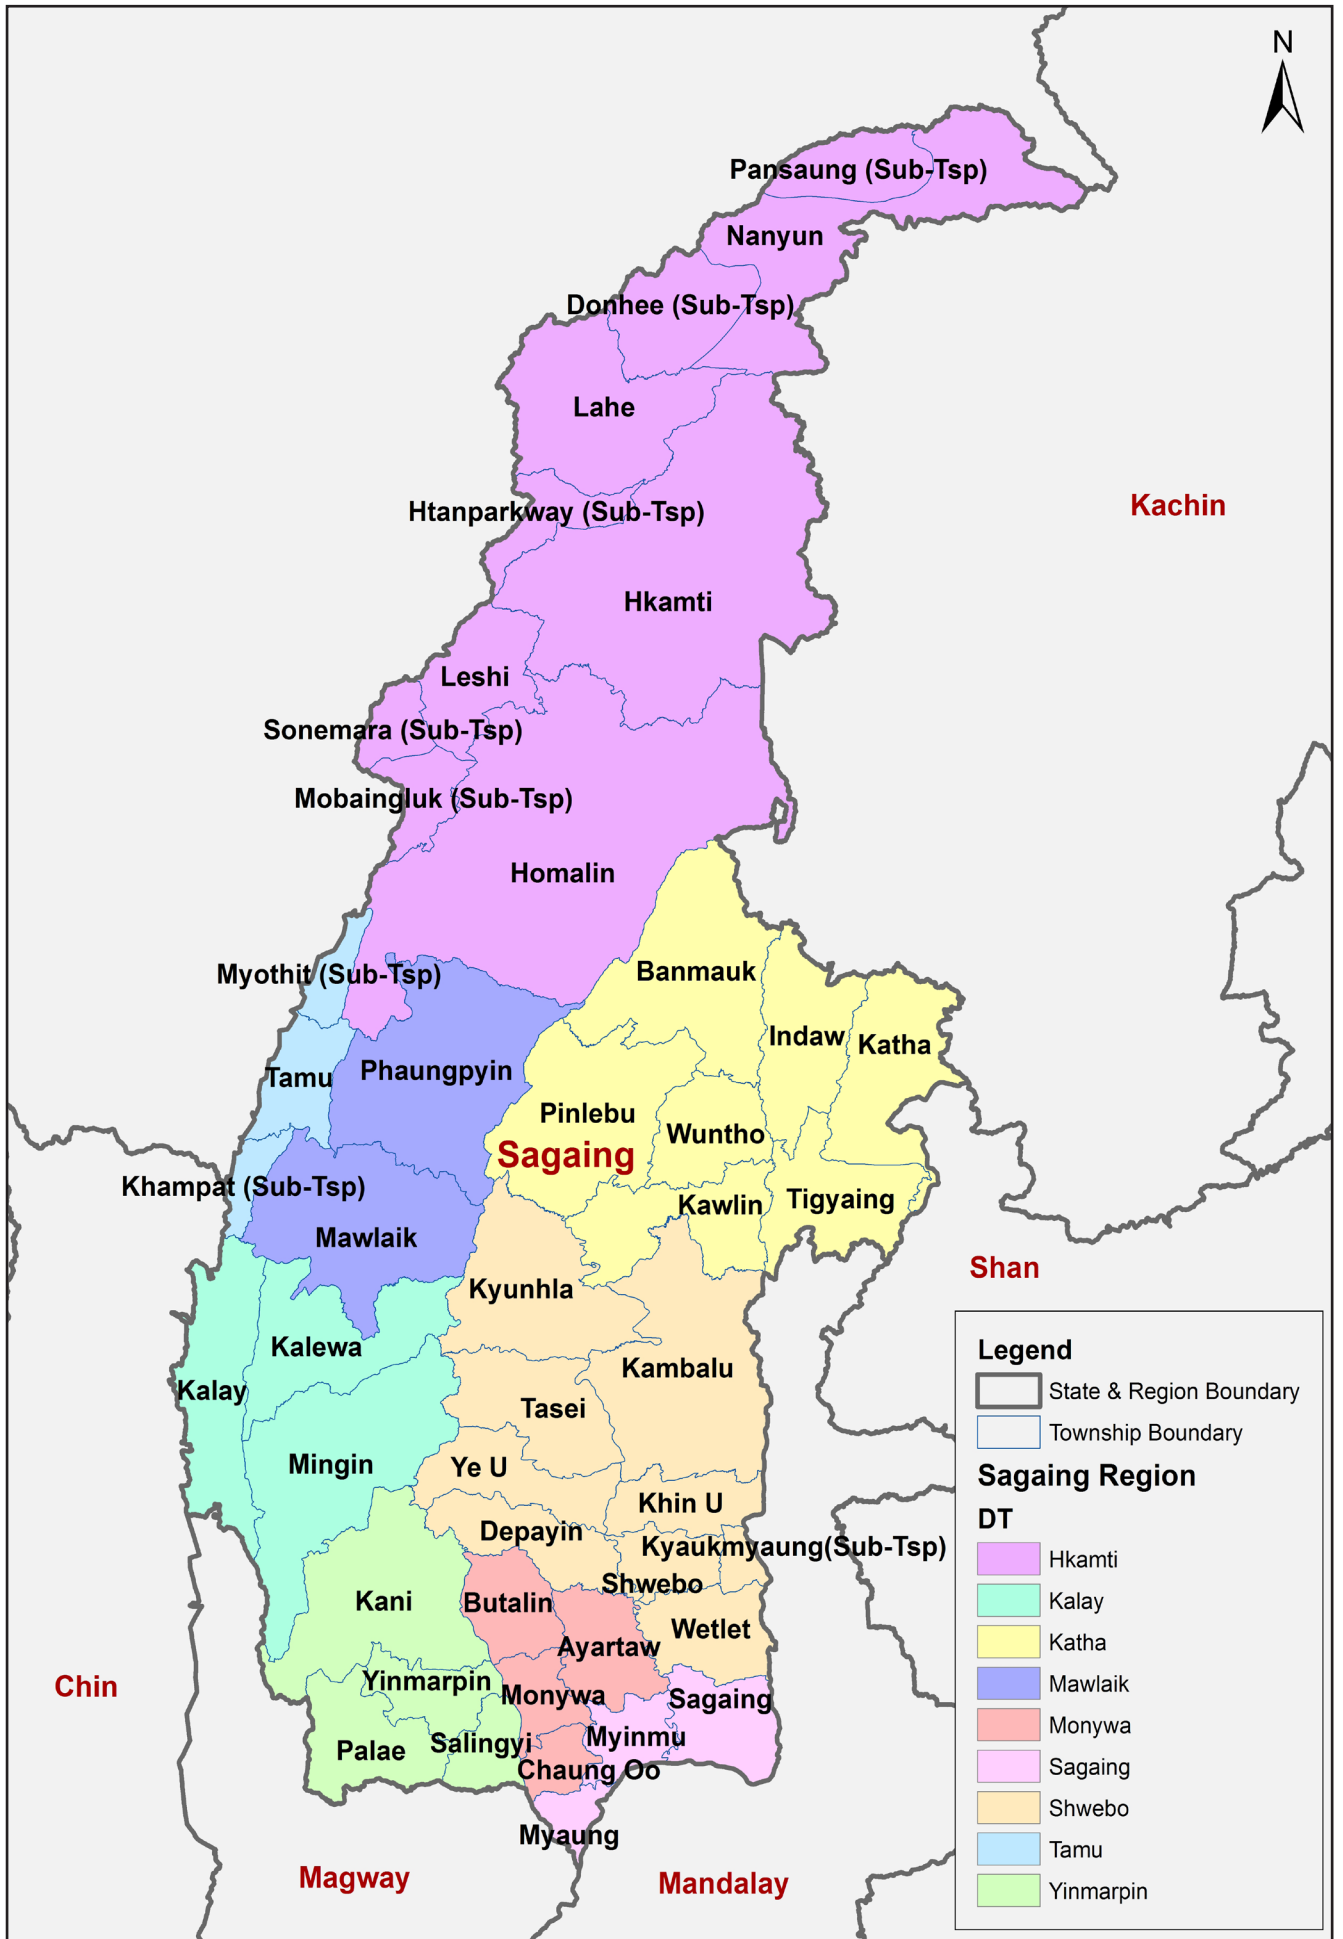 N
Pansaung (Sub-Tsp)
Nanyun
Donhee (Sub-Tsp)
Lahe
Kachin
Htanparkway (Sub-Tsp)
Hkamti
Leshi
Sonemara (Sub-Tsp)
Mobaingluk (Sub-Tsp)
Homalin
Myothit (Sub-Tsp)
Banmauk
Indaw
Katha
Tamu
Phaungpyin
Pinlebu
Wuntho
Sagaing
Khampat (Sub-Tsp)
Kawlin
Tigyaing
Mawlaik
Shan
Kyunhla
Kalewa
Kambalu
Kalay
Tasei
Mingin
Ye U
Khin U
Depayin
Kyaukmyaung(Sub-Tsp)
Shwebo
Kani
Butalin
Wetlet
Ayartaw
Chin
Yinmarpin
Monywa
Sagaing
Palae
Salingyi
Myinmu
Chaung Oo
Myaung
Magway
Mandalay
Legend
State & Region Boundary
Township Boundary
Sagaing Region
DT
Hkamti
Kalay
Katha
Mawlaik
Monywa
Sagaing
Shwebo
Tamu
Yinmarpin